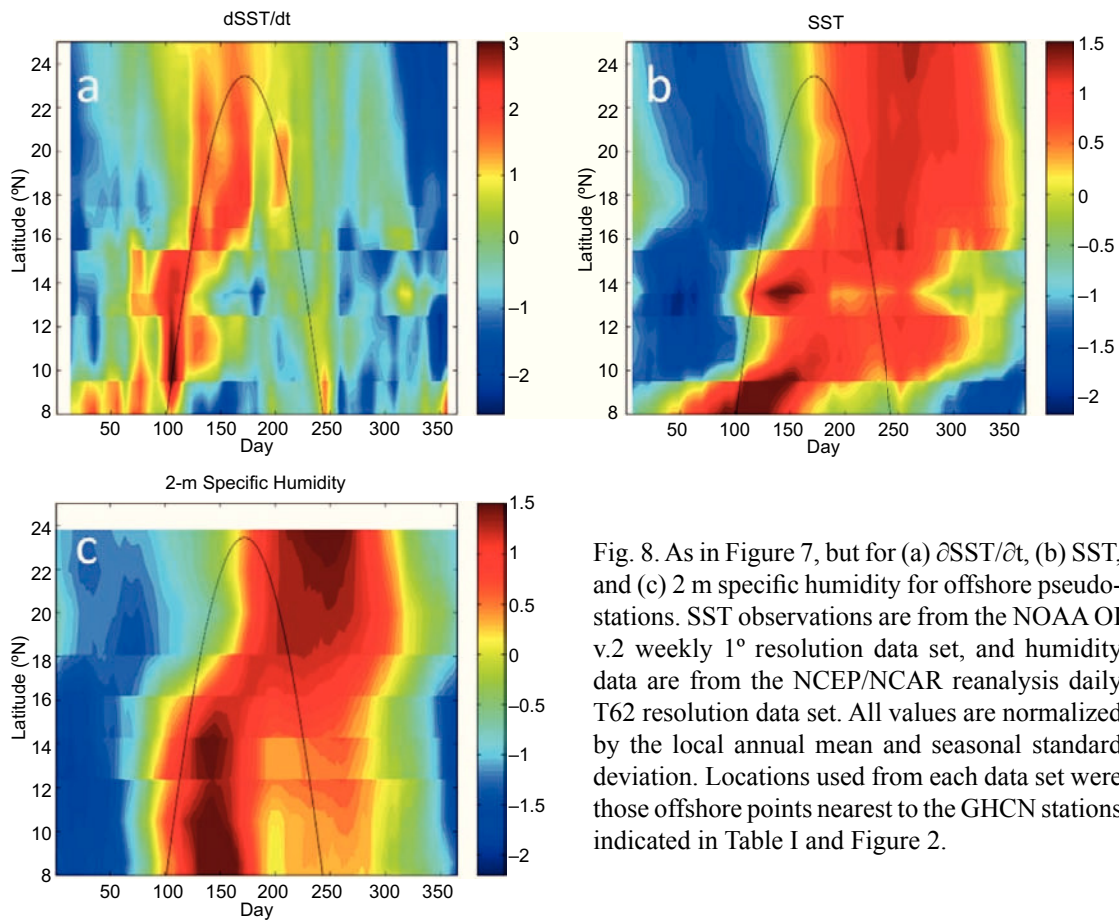 dSST/dt
a
Latitude (ºN)
24
22
20
18
16
14
12
10
8
50 100 150 200 250 300 350
Day
3
2
1
0
–1
–2
SST
b
Latitude (ºN)
24
22
20
18
16
14
12
10
8
50 100 150 200 250 300 350
Day
1.5
1
0.5
0
–0.5
–1
–1.5
–2
2-m Specific Humidity
c
Latitude (ºN)
24
22
20
18
16
14
12
10
8
50 100 150 200 250 300 350
Day
1.5
1
0.5
0
–0.5
–1
–1.5
–2
Fig. 8. As in Figure 7, but for (a) ∂SST/∂t, (b) SST,
and (c) 2 m specific humidity for offshore pseudo-
stations. SST observations are from the NOAA OI
v.2 weekly 1º resolution data set, and humidity
data are from the NCEP/NCAR reanalysis daily
T62 resolution data set. All values are normalized
by the local annual mean and seasonal standard
deviation. Locations used from each data set were
those offshore points nearest to the GHCN stations
indicated in Table I and Figure 2.